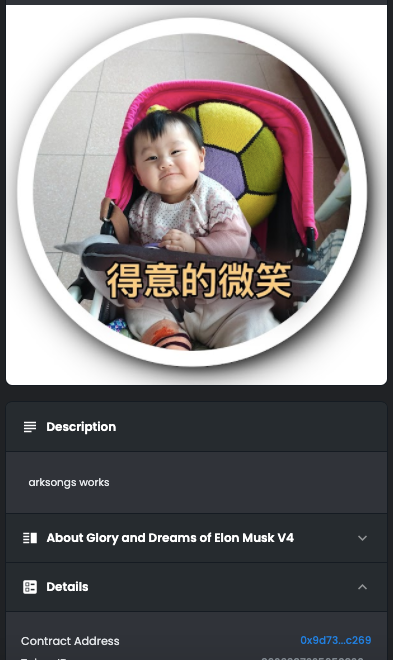 得意的微笑
Description
arksongs works
About Glory and Dreams of Elon Musk V4
Details
Contract Address
0x9d73...c269